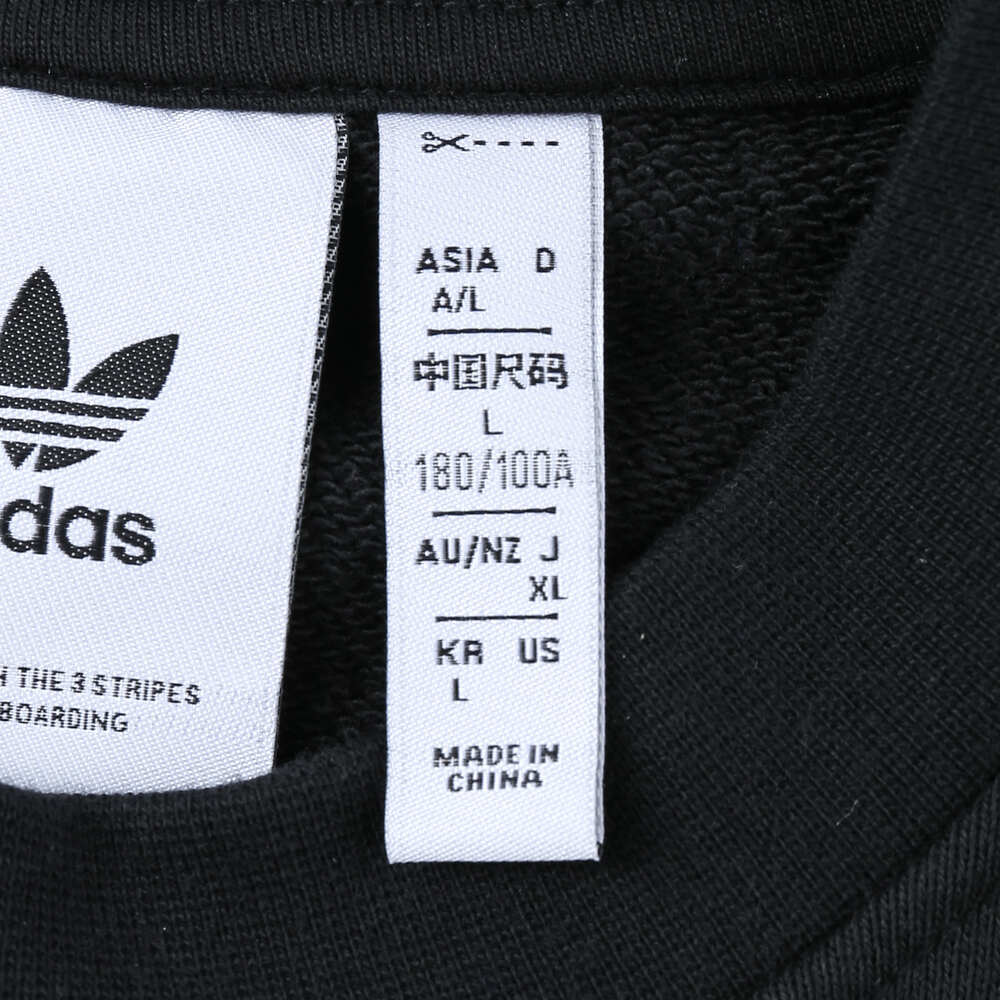 das
H THE 3 STRIPES
BOARDING
ASIA D
A/L
中国尺码
L
180/100A
AU/NZ J
XL
KR US
L
MADE IN
CHINA